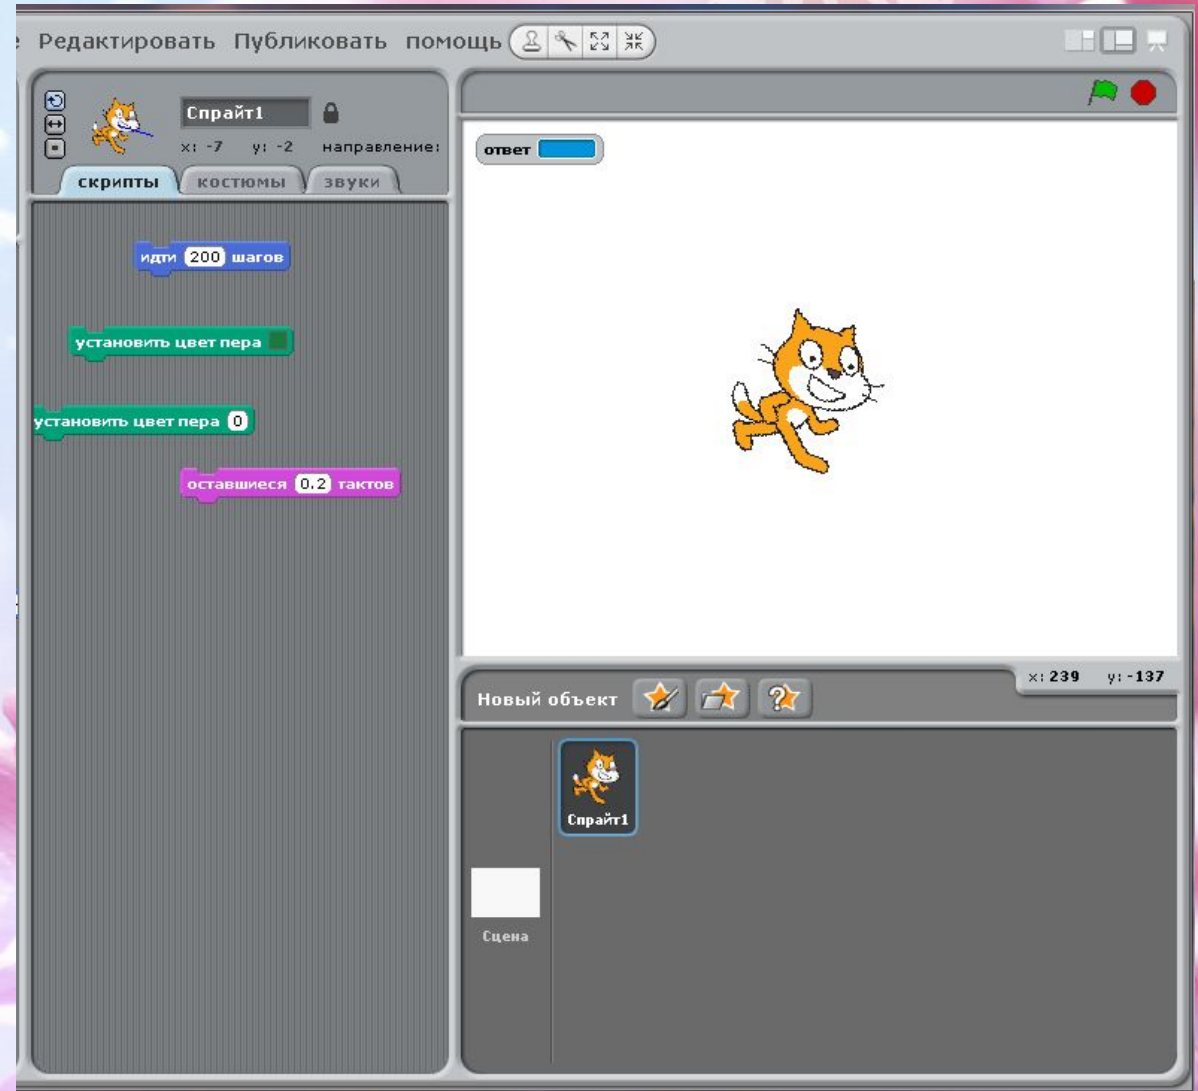 Редактировать Публиковать помощь
Спрайт1
x: -7 y: -2 направление:
скрипты костюмы звуки
идти 200 шагов
установить цвет пера
установить цвет пера 0
оставшиеся 0.2 тактов
ответ
x: 239 y: -137
Новый объект
Спрайт1
Сцена